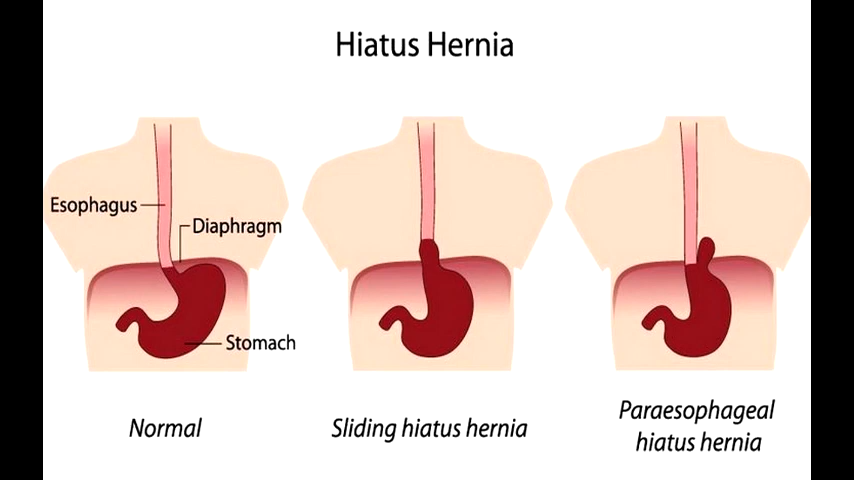 Hiatus Hernia
Esophagus
Diaphragm
Stomach
Normal
Sliding hiatus hernia
Paraesophageal
hiatus hernia